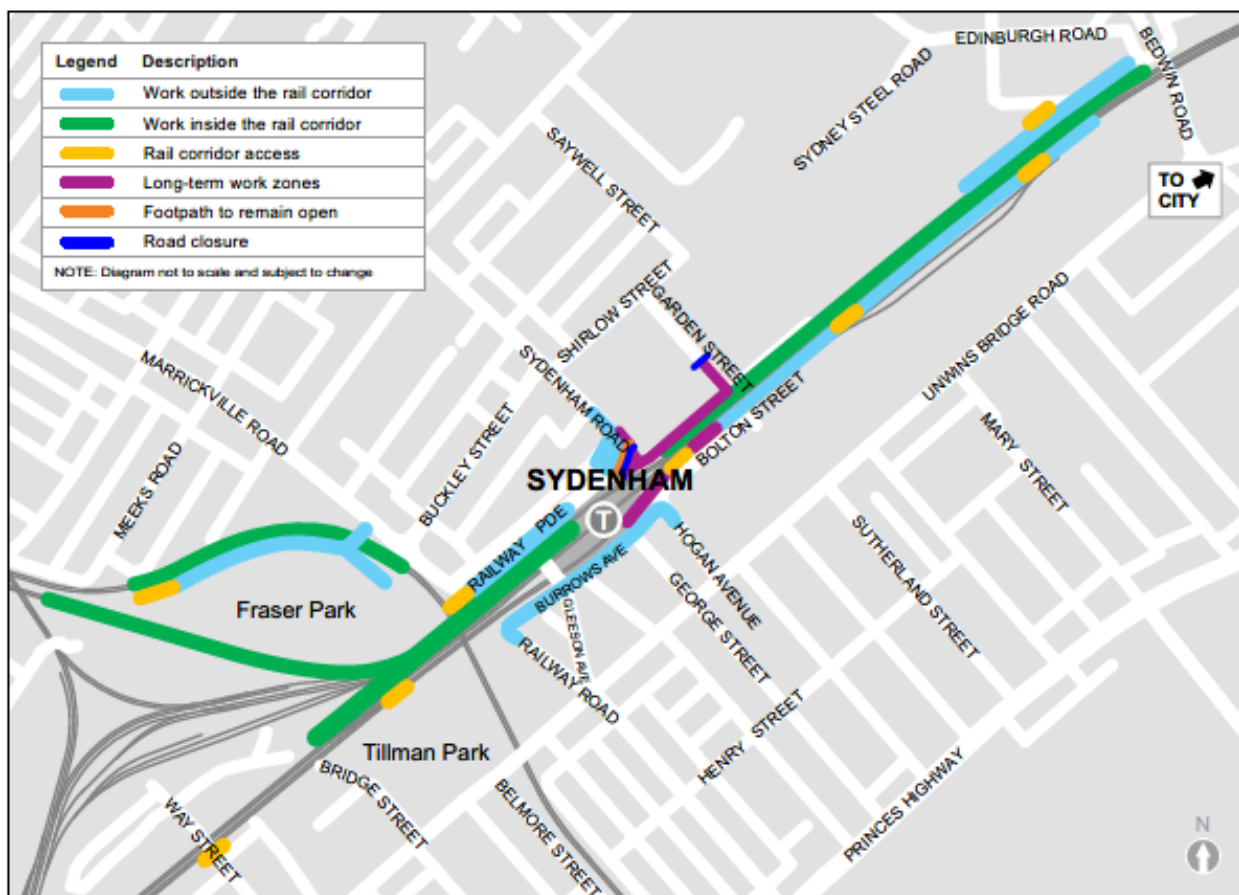 Legend Description
Work outside the rail corridor
Work inside the rail corridor
Rail corridor access
Long-term work zones
Footpath to remain open
Road closure
NOTE: Diagram not to scale and subject to change
EDINBURGH ROAD
BEDWIN ROAD
SYDNEY STEEL ROAD
SAYWELL STREET
TO
CITY
SHIRLOW STREET
GARDEN STREET
UNWINS BRIDGE ROAD
SYDENHAM ROAD
MARRICKVILLE ROAD
BUCKLEY STREET
BOLTON STREET
MARY STREET
MEEKS ROAD
SYDENHAM
T
RAILWAY PDE
HOGAN AVENUE
SUTHERLAND STREET
BURROWS AVE
GEORGE STREET
Fraser Park
GLEESON AVE
RAILWAY ROAD
HENRY STREET
Tillman Park
BRIDGE STREET
BELMORE STREET
PRINCES HIGHWAY
WAY STREET
N